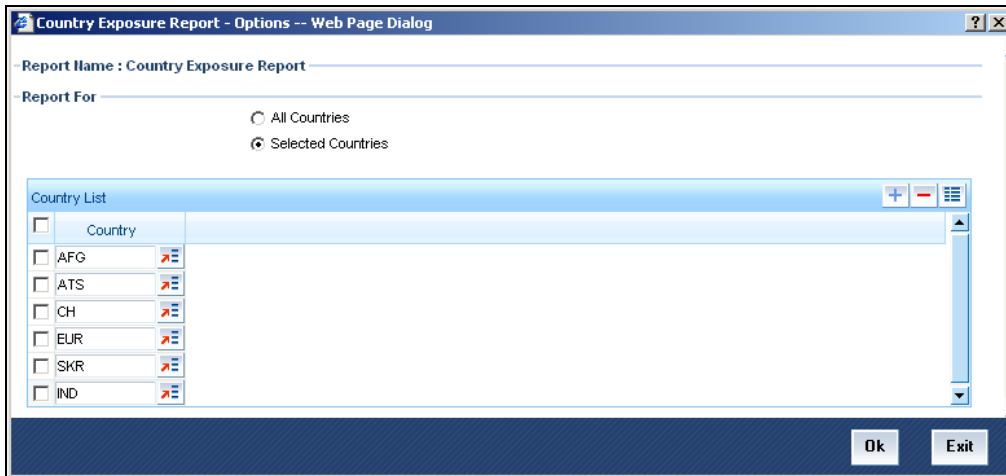 Country Exposure Report - Options -- Web Page Dialog
Report Name : Country Exposure Report
Report For
All Countries
Selected Countries
Country List
Country
AFG
ATS
CH
EUR
SKR
IND
Ok Exit